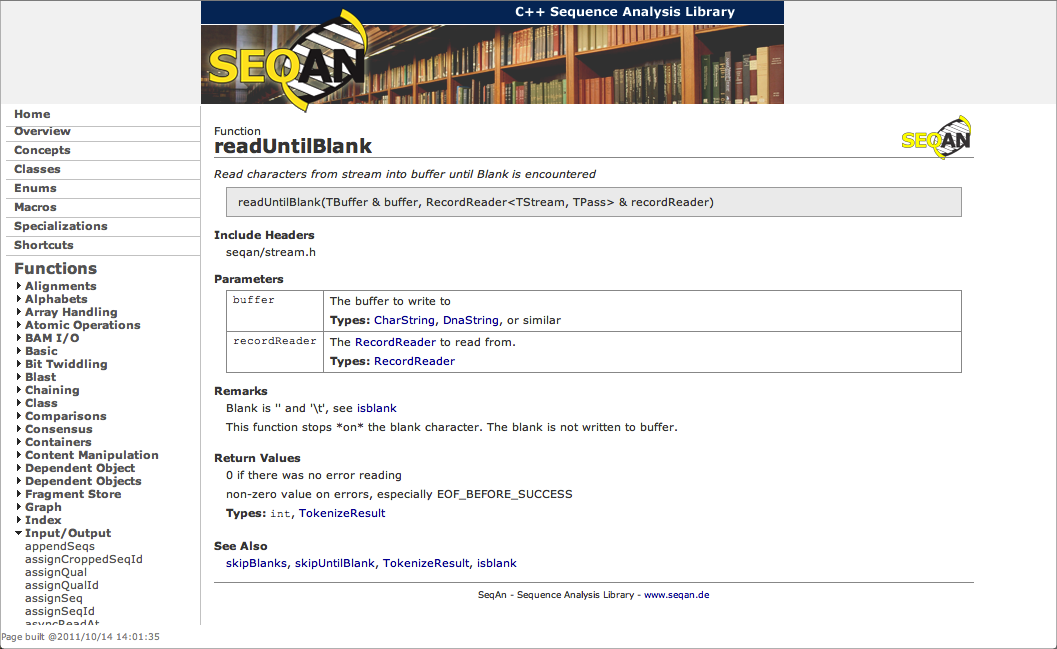 C++ Sequence Analysis Library
SEQAN
Home
Overview
Concepts
Classes
Enums
Macros
Specializations
Shortcuts
Functions
Alignments
Alphabets
Array Handling
Atomic Operations
BAM I/O
Basic
Bit Twiddling
Blast
Chaining
Class
Comparisons
Consensus
Containers
Content Manipulation
Dependent Object
Dependent Objects
Fragment Store
Graph
Index
Input/Output
appendSeqs
assignCroppedSeqId
assignQual
assignQualId
assignSeq
assignSeqId
asyncReadAt
Page built @2011/10/14 14:01:35
Function
readUntilBlank
SEQAN
Read characters from stream into buffer until Blank is encountered
readUntilBlank(TBuffer & buffer, RecordReader<TStream, TPass> & recordReader)
Include Headers
seqan/stream.h
Parameters
buffer The buffer to write to
Types: CharString, DnaString, or similar
recordReader The RecordReader to read from.
Types: RecordReader
Remarks
Blank is '' and '\t', see isblank
This function stops *on* the blank character. The blank is not written to buffer.
Return Values
0 if there was no error reading
non-zero value on errors, especially EOF_BEFORE_SUCCESS
Types: int, TokenizeResult
See Also
skipBlanks, skipUntilBlank, TokenizeResult, isblank
SeqAn - Sequence Analysis Library - www.seqan.de